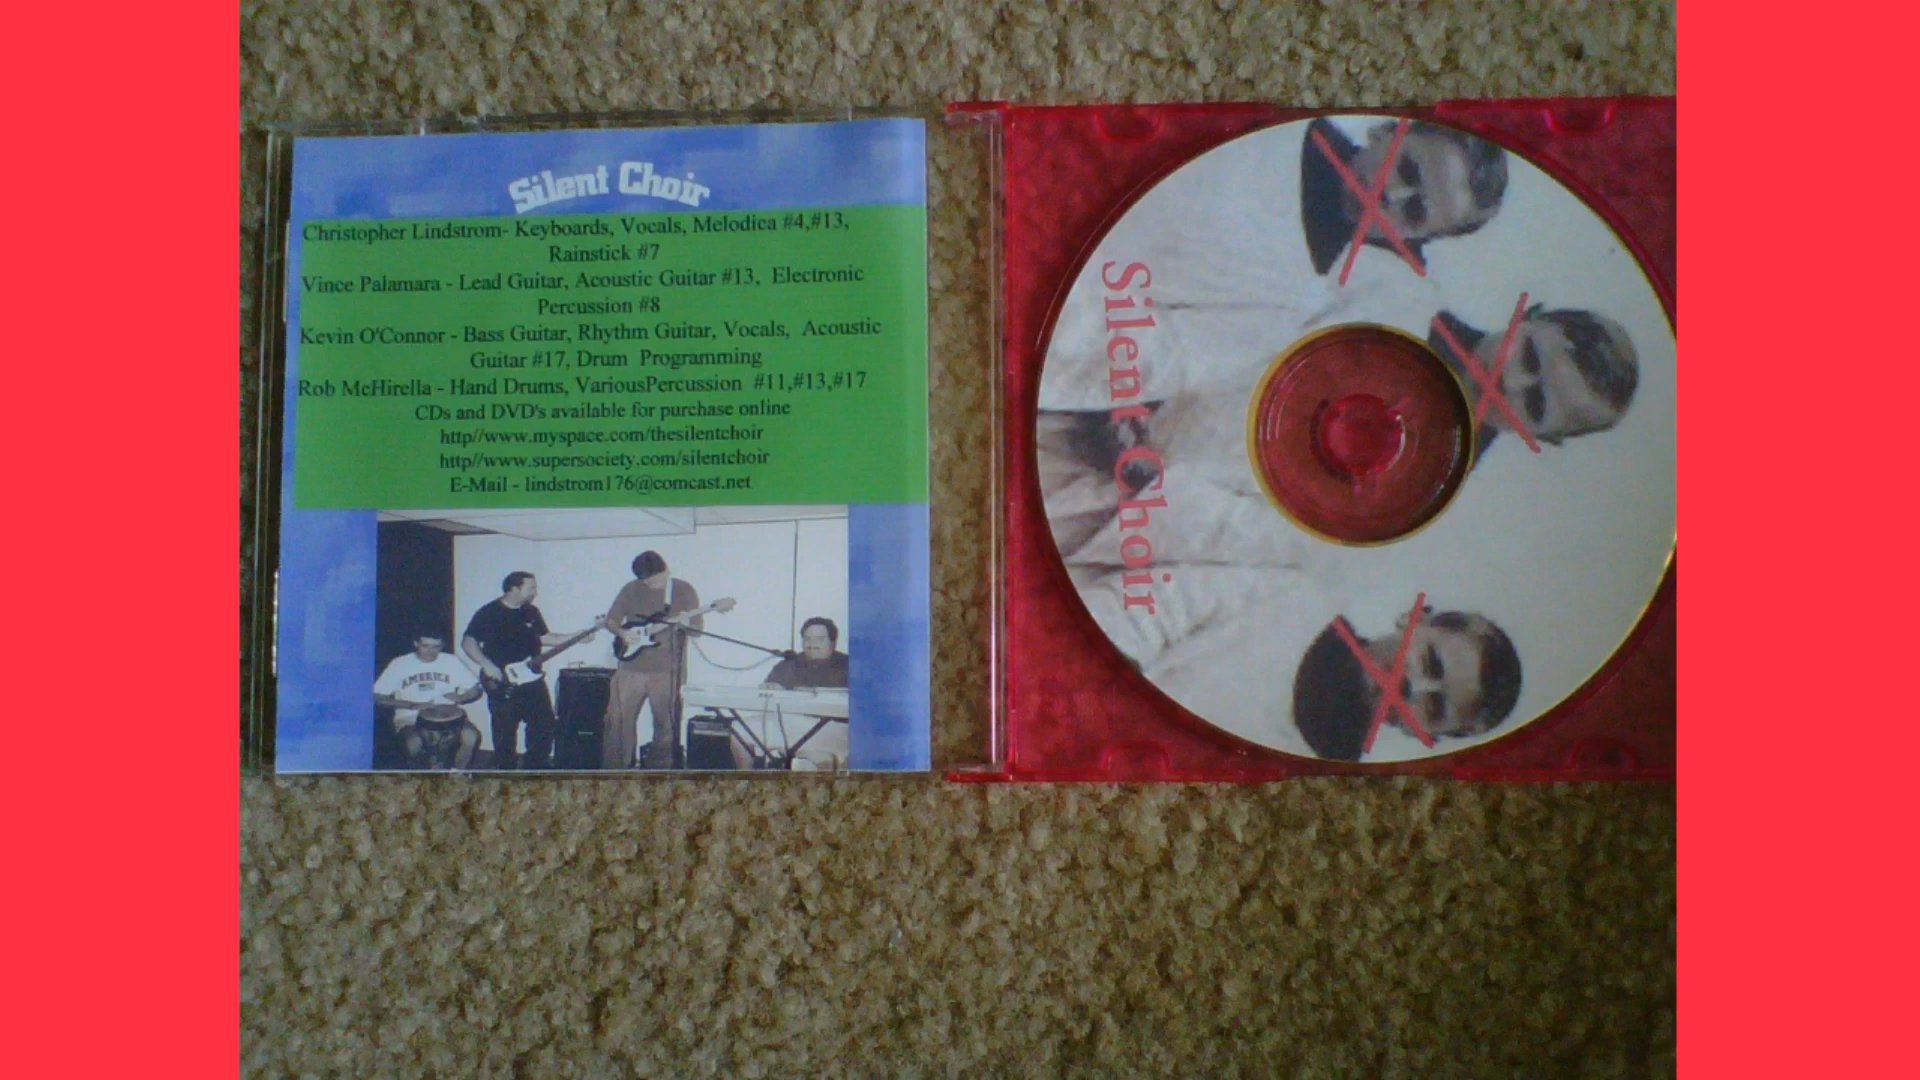 Silent Choir
Christopher Lindstrom- Keyboards, Vocals, Melodica #4,#13,
Rainstick #7
Vince Palamara - Lead Guitar, Acoustic Guitar #13,  Electronic
Percussion #8
Kevin O'Connor - Bass Guitar, Rhythm Guitar, Vocals,  Acoustic
Guitar #17, Drum  Programming
Rob McHirella - Hand Drums, VariousPercussion  #11,#13,#17
CDs and DVD's available for purchase online
http//www.myspace.com/thesilentchoir
http//www.supersociety.com/silentchoir
E-Mail - lindstrom176@comcast.net
AMERICA
Silent Choir